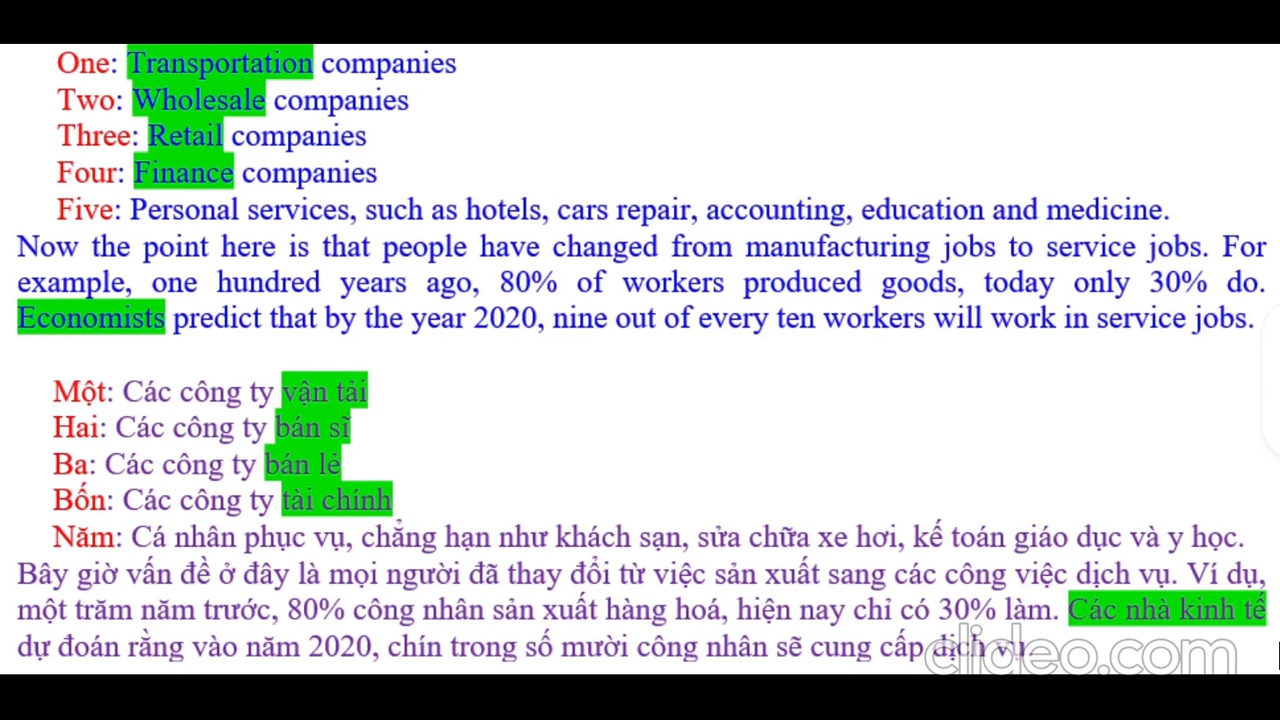 One: Transportation companies
Two: Wholesale companies
Three: Retail companies
Four: Finance companies
Five: Personal services, such as hotels, cars repair, accounting, education and medicine.
Now the point here is that people have changed from manufacturing jobs to service jobs. For
example, one hundred years ago, 80% of workers produced goods, today only 30% do.
Economists predict that by the year 2020, nine out of every ten workers will work in service jobs.
Một: Các công ty vận tải
Hai: Các công ty bán sĩ
Ba: Các công ty bán lẻ
Bốn: Các công ty tài chính
Năm: Cá nhân phục vụ, chẳng hạn như khách sạn, sửa chữa xe hơi, kế toán giáo dục và y học.
Bây giờ vấn đề ở đây là mọi người đã thay đổi từ việc sản xuất sang các công việc dịch vụ. Ví dụ,
một trăm năm trước, 80% công nhân sản xuất hàng hoá, hiện nay chỉ có 30% làm. Các nhà kinh tế
dự đoán rằng vào năm 2020, chín trong số mười công nhân sẽ cung cấp dịch vụ.
clideo.com